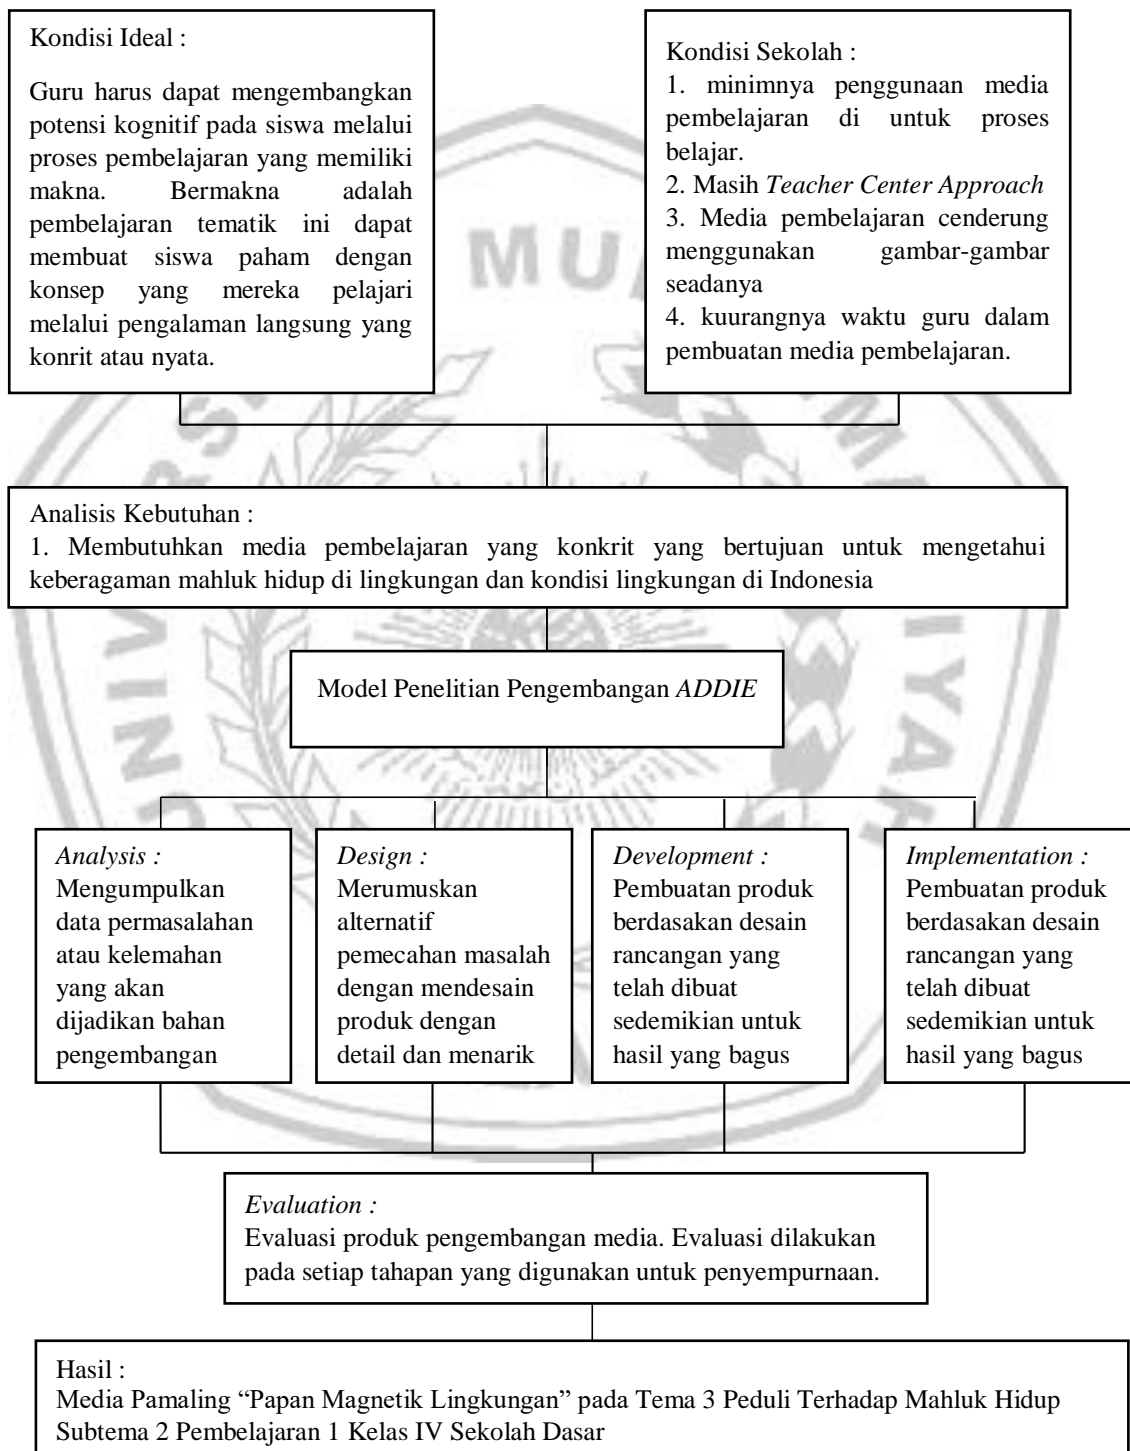 Kondisi Ideal :
Guru harus dapat mengembangkan
potensi kognitif pada siswa melalui
proses pembelajaran yang memiliki
makna. Bermakna adalah
pembelajaran tematik ini dapat
membuat siswa paham dengan
konsep yang mereka pelajari
melalui pengalaman langsung yang
konrit atau nyata.
Kondisi Sekolah :
1. minimnya penggunaan media
pembelajaran di untuk proses
belajar.
2. Masih Teacher Center Approach
3. Media pembelajaran cenderung
menggunakan gambar-gambar
seadanya
4. kuurangnya waktu guru dalam
pembuatan media pembelajaran.
Analisis Kebutuhan :
1. Membutuhkan media pembelajaran yang konkrit yang bertujuan untuk mengetahui
keberagaman mahluk hidup di lingkungan dan kondisi lingkungan di Indonesia
Model Penelitian Pengembangan ADDIE
Analysis :
Mengumpulkan
data permasalahan
atau kelemahan
yang akan
dijadikan bahan
pengembangan
Design :
Merumuskan
alternatif
pemecahan masalah
dengan mendesain
produk dengan
detail dan menarik
Development :
Pembuatan produk
berdasakan desain
rancangan yang
telah dibuat
sedemikian untuk
hasil yang bagus
Implementation :
Pembuatan produk
berdasakan desain
rancangan yang
telah dibuat
sedemikian untuk
hasil yang bagus
Evaluation :
Evaluasi produk pengembangan media. Evaluasi dilakukan
pada setiap tahapan yang digunakan untuk penyempurnaan.
Hasil :
Media Pamaling “Papan Magnetik Lingkungan” pada Tema 3 Peduli Terhadap Mahluk Hidup
Subtema 2 Pembelajaran 1 Kelas IV Sekolah Dasar